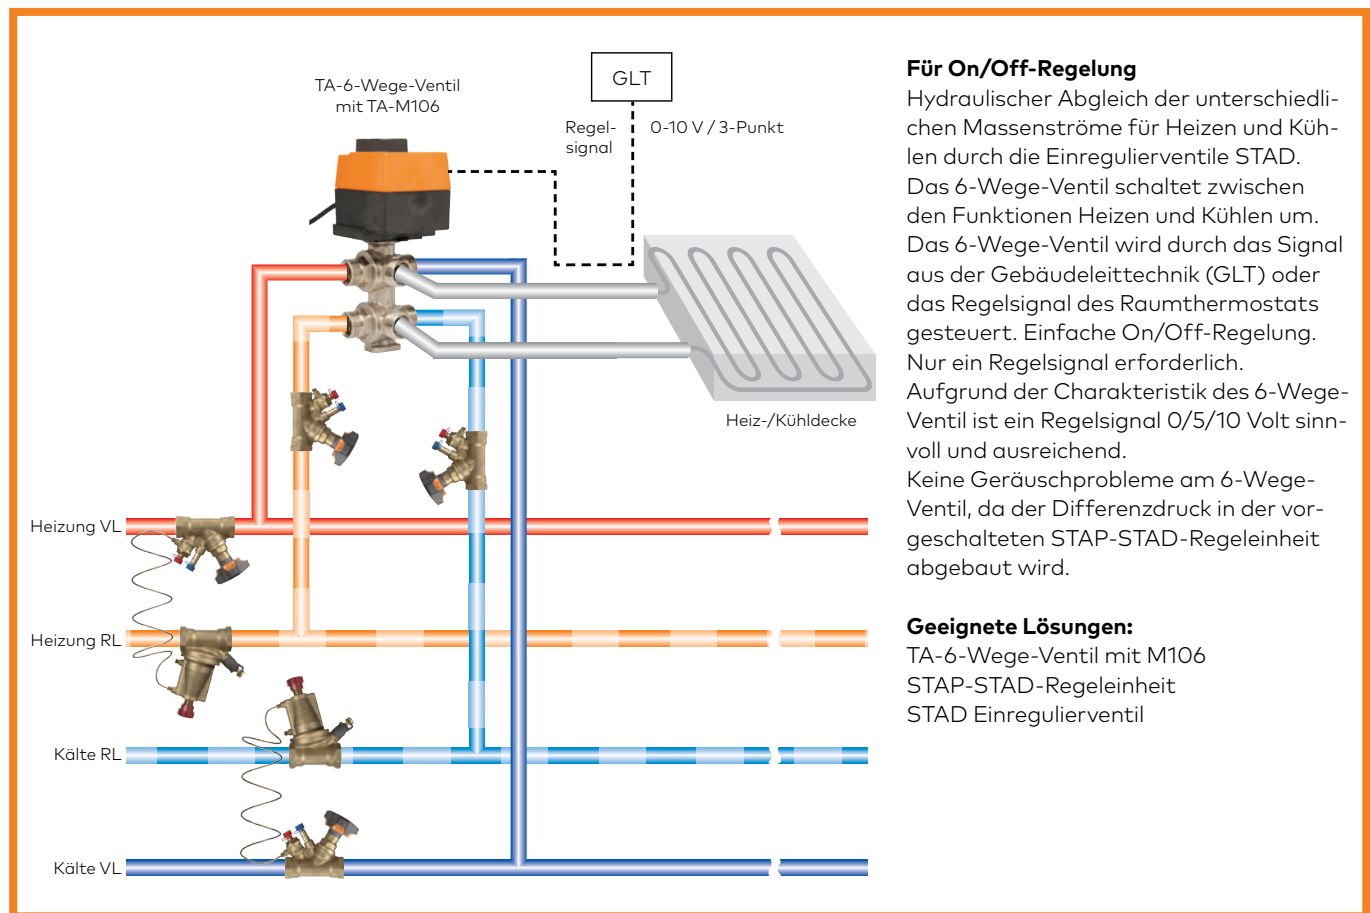 TA-6-Wege-Ventil
mit TA-M106
GLT
Regel-
signal
0-10 V / 3-Punkt
Heiz-/Kühldecke
Heizung VL
Heizung RL
Kälte RL
Kälte VL
Für On/Off-Regelung
Hydraulischer Abgleich der unterschiedli-
chen Massenströme für Heizen und Küh-
len durch die Einregulierventile STAD.
Das 6-Wege-Ventil schaltet zwischen
den Funktionen Heizen und Kühlen um.
Das 6-Wege-Ventil wird durch das Signal
aus der Gebäudeleittechnik (GLT) oder
das Regelsignal des Raumthermostats
gesteuert. Einfache On/Off-Regelung.
Nur ein Regelsignal erforderlich.
Aufgrund der Charakteristik des 6-Wege-
Ventil ist ein Regelsignal 0/5/10 Volt sinn-
voll und ausreichend.
Keine Geräuschprobleme am 6-Wege-
Ventil, da der Differenzdruck in der vor-
geschalteten STAP-STAD-Regeleinheit
abgebaut wird.
Geeignete Lösungen:
TA-6-Wege-Ventil mit M106
STAP-STAD-Regeleinheit
STAD Einregulierventil